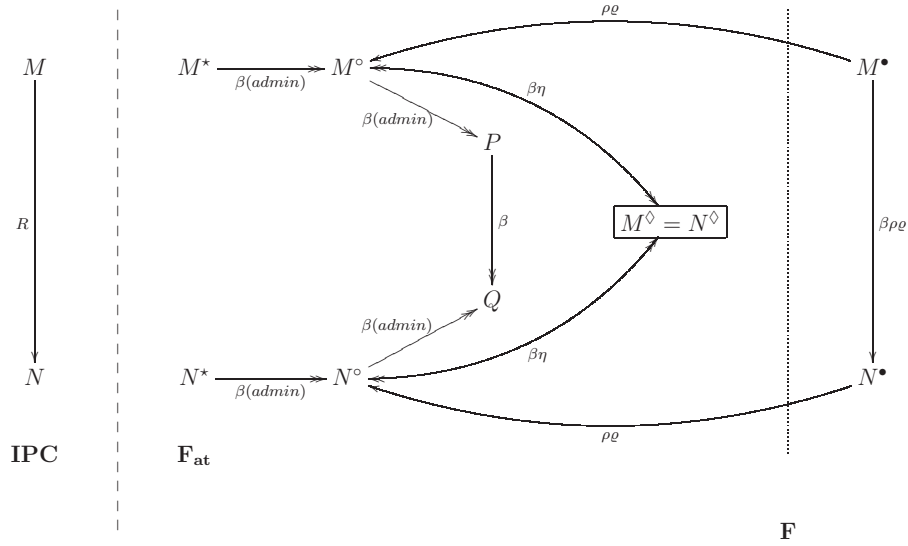 ρϱ
M M⋆ M° M●
β(admin)
βη
β(admin)
P
R β M◊ = N◊ βρϱ
Q
β(admin)
βη
N N⋆ N° N●
β(admin)
ρϱ
IPC F_at
F